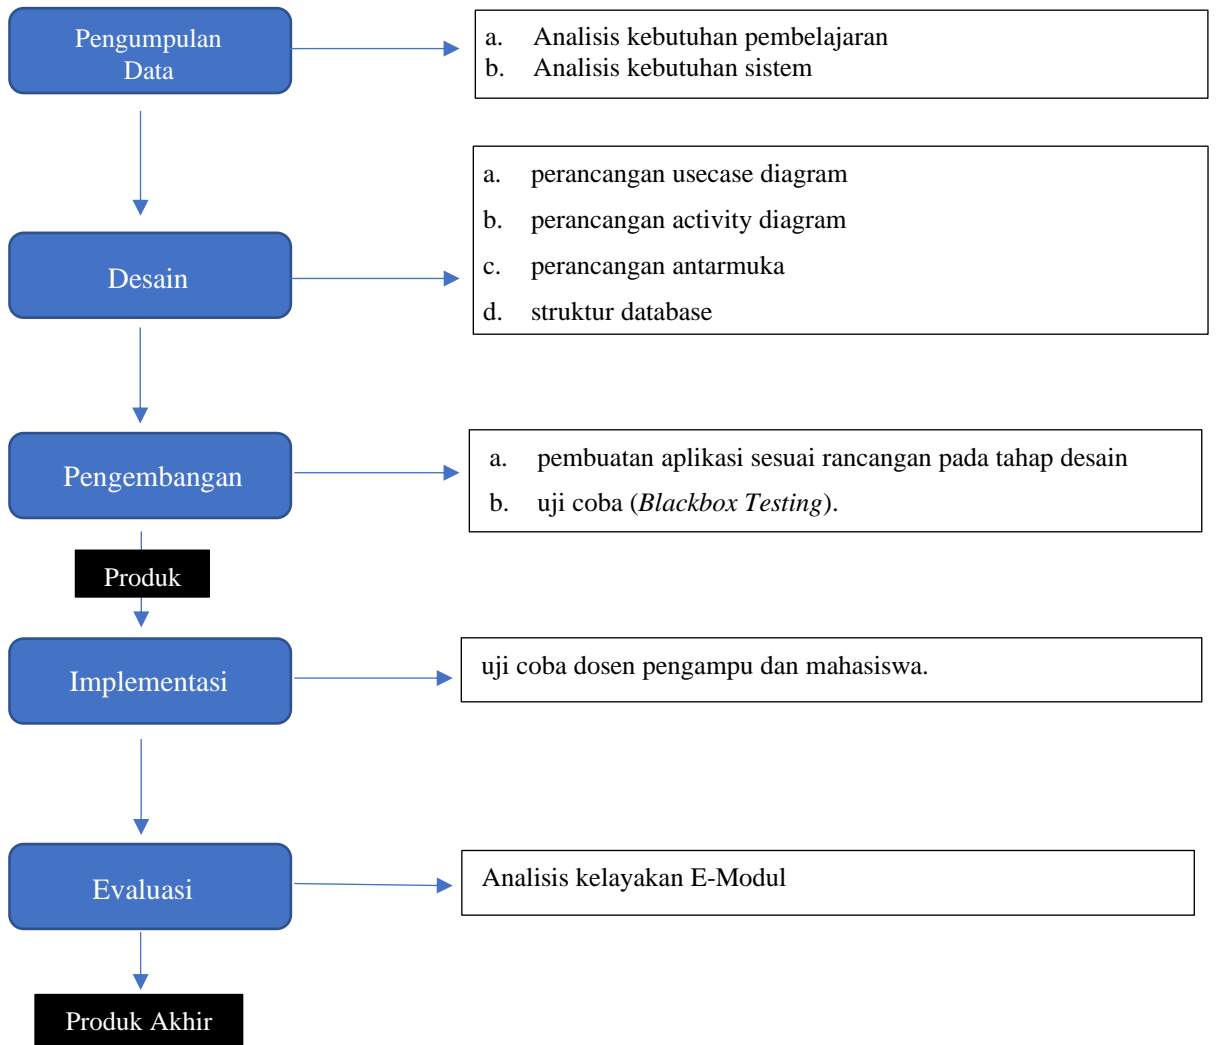 Pengumpulan
Data
a. Analisis kebutuhan pembelajaran
b. Analisis kebutuhan sistem
Desain
a. perancangan usecase diagram
b. perancangan activity diagram
c. perancangan antarmuka
d. struktur database
Pengembangan
a. pembuatan aplikasi sesuai rancangan pada tahap desain
b. uji coba (Blackbox Testing).
Produk
Implementasi
uji coba dosen pengampu dan mahasiswa.
Evaluasi
Analisis kelayakan E-Modul
Produk Akhir